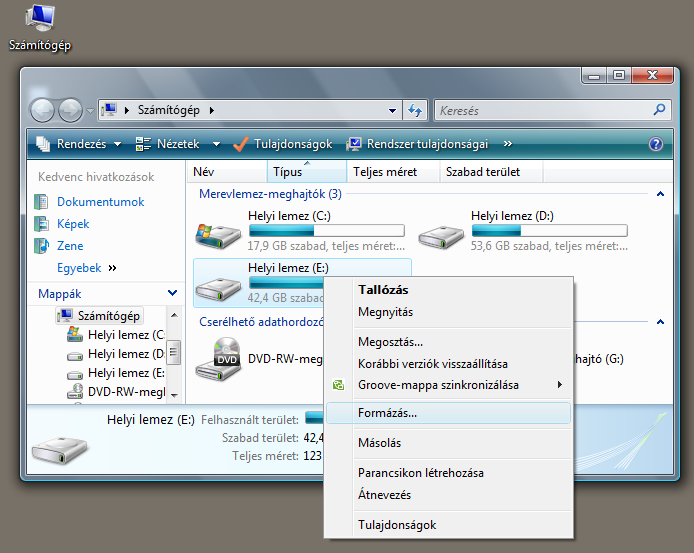 Számítógép
Számítógép
Keresés
Rendezés Nézetek Tulajdonságok Rendszer tulajdonságai »
Kedvenc hivatkozások
Dokumentumok
Képek
Zene
Egyebek »
Mappák
Számítógép
Helyi lemez (C:
Helyi lemez (D:
Helyi lemez (E:)
DVD-RW-megh
Név Típus Teljes méret Szabad terület
Merevlemez-meghajtók (3)
Helyi lemez (C:)
17,9 GB szabad, teljes méret:...
Helyi lemez (D:)
53,6 GB szabad, teljes méret:...
Helyi lemez (E:)
42,4 GB szabad
Cserélhető adathordozó
DVD
DVD-RW-meg
hajtó (G:)
Tallózás
Megnyitás
Megosztás...
Korábbi verziók visszaállítása
Groove-mappa szinkronizálása
Formázás...
Másolás
Parancsikon létrehozása
Átnevezés
Tulajdonságok
Helyi lemez (E:) Felhasznált terület:
Szabad terület: 42,4
Teljes méret: 123